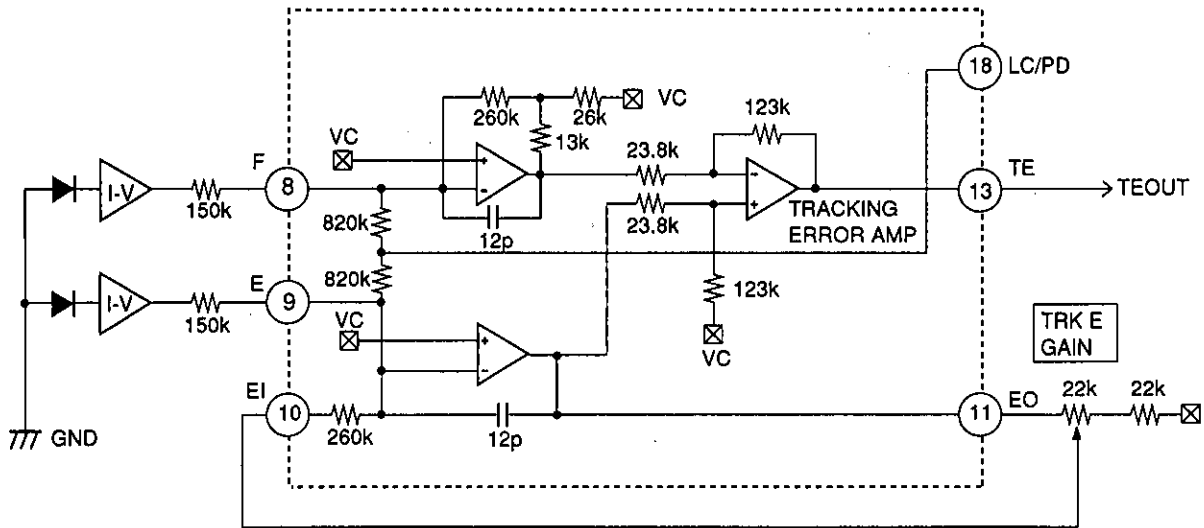 18 LC/PD
260k
26k
VC
13k
123k
VC
F
8
I-V
150k
23.8k
13 TE
TEOUT
820k
12p
23.8k
TRACKING
ERROR AMP
820k
E
9
I-V
150k
123k
VC
VC
TRK E
GAIN
EI
10
260k
12p
11 EO
22k
22k
GND